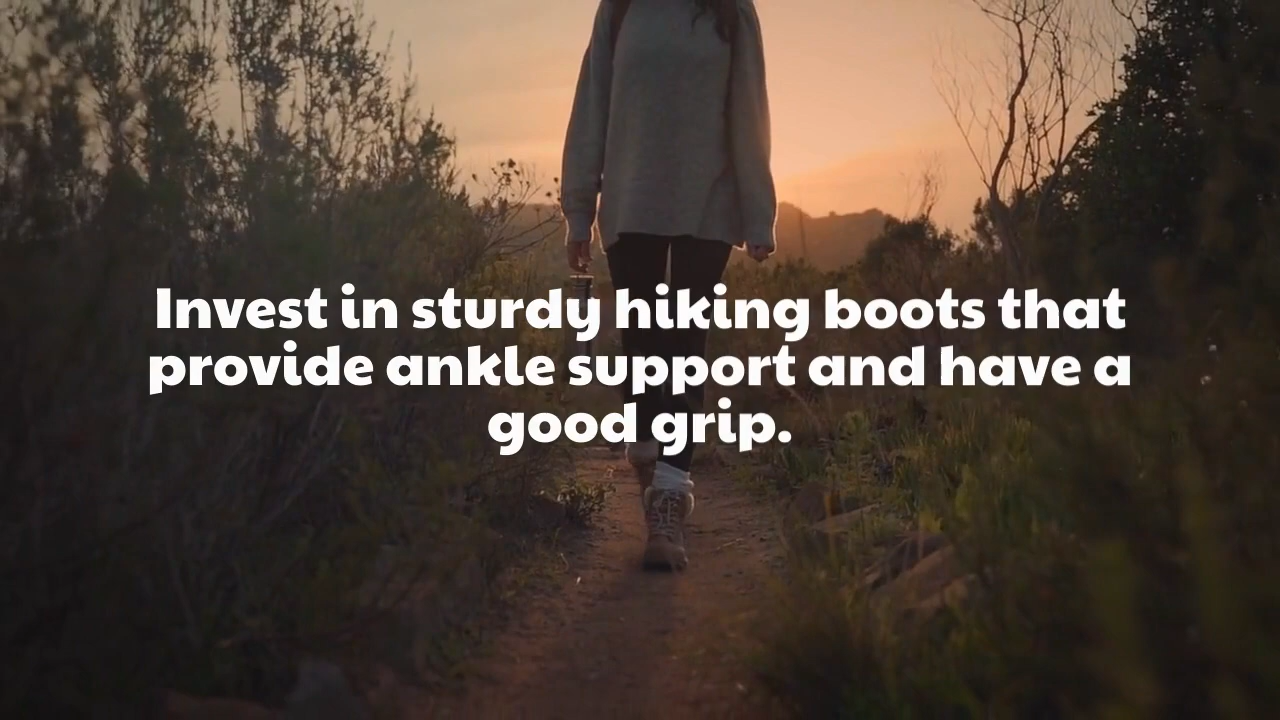 Invest in sturdy hiking boots that
provide ankle support and have a
good grip.